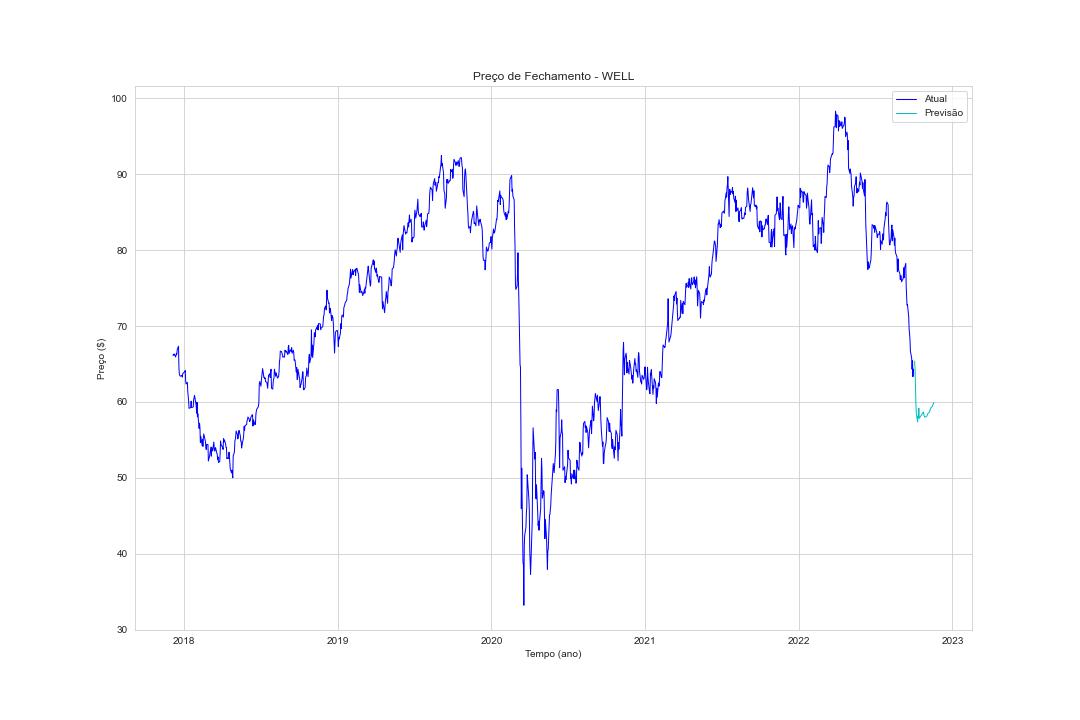 Preço de Fechamento - WELL
Atual
Previsão
100
90
80
70
60
50
40
30
Preço ($)
2018 2019 2020 2021 2022 2023
Tempo (ano)